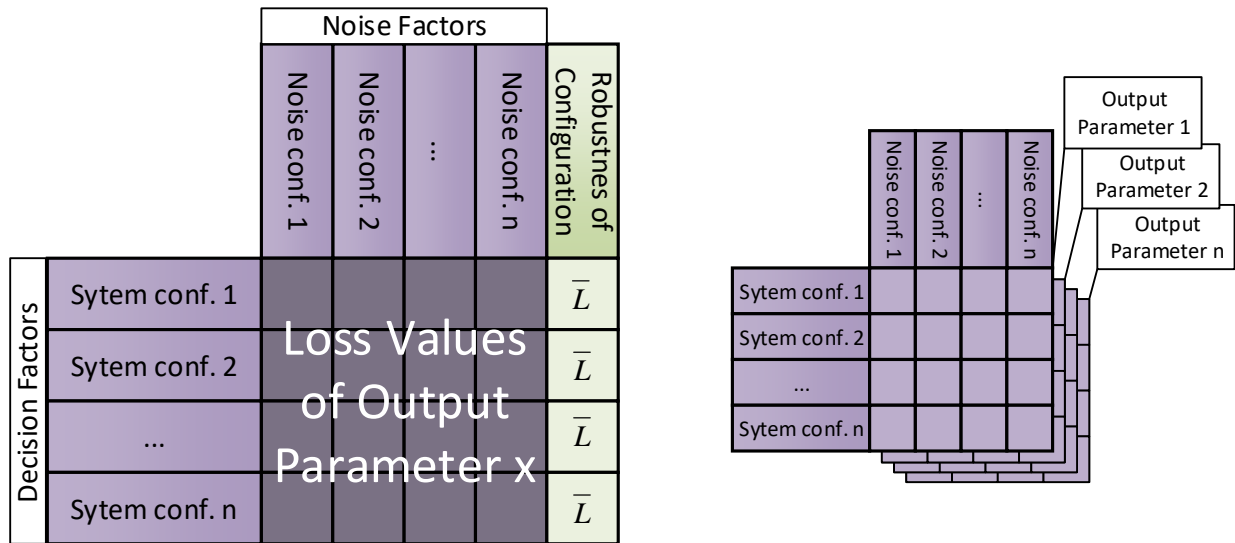 Noise Factors
Noise conf. 1
Noise conf. 2
...
Noise conf. n
Robustnes of
Configuration
Decision Factors
Sytem conf. 1
Sytem conf. 2
...
Sytem conf. n
Loss Values
of Output
Parameter x
L̅
L̅
L̅
L̅
Output
Parameter 1
Output
Parameter 2
Output
Parameter n
Noise conf. 1
Noise conf. 2
...
Noise conf. n
Sytem conf. 1
Sytem conf. 2
...
Sytem conf. n